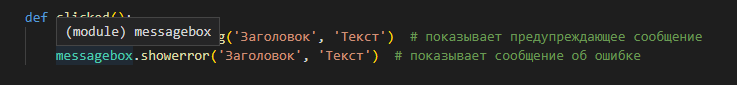 def clicked():
(module) messagebox
g('Заголовок', 'Текст')  # показывает предупреждающее сообщение
messagebox.showerror('Заголовок', 'Текст')  # показывает сообщение об ошибке